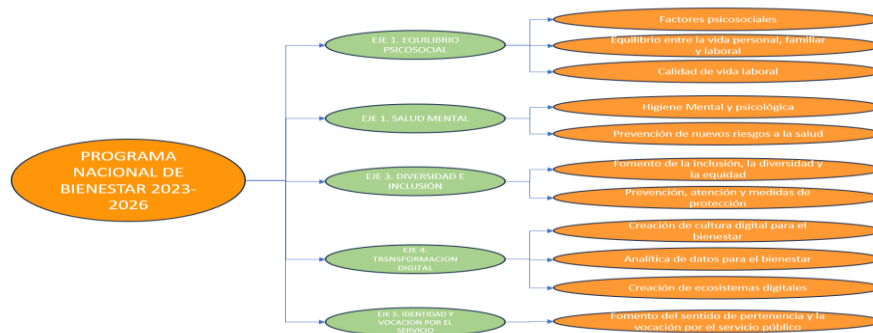 PROGRAMA
NACIONAL DE
BIENESTAR 2023-
2026
EJE 1. EQUILIBRIO
PSICOSOCIAL
Factores psicosociales
Equilibrio entre la vida personal, familiar
y laboral
Calidad de vida laboral
EJE 1. SALUD MENTAL
Higiene Mental y psicológica
Prevención de nuevos riesgos a la salud
EJE 3. DIVERSIDAD E
INCLUSIÓN
Fomento de la inclusión, la diversidad y
la equidad
Prevención, atención y medidas de
protección
EJE 4.
TRSNSFORMACION
DIGITAL
Creación de cultura digital para el
bienestar
Analítica de datos para el bienestar
Creación de ecosistemas digitales
EJE 5. IDENTIDAD Y
VOCACION POR EL
SERVICIO
Fomento del sentido de pertenencia y la
vocación por el servicio público